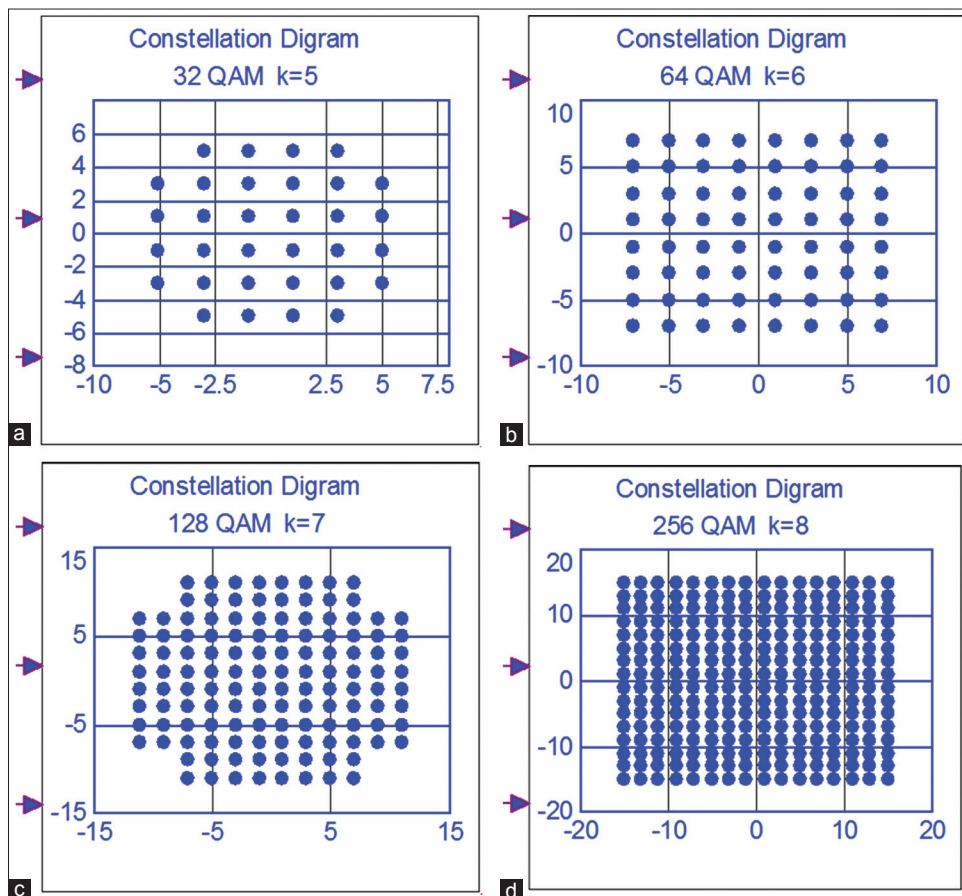 Constellation Digram
32 QAM k=5
6
4
2
0
-2
-4
-6
-8
-10 -5 -2.5 2.5 5 7.5
a
Constellation Digram
64 QAM k=6
10
5
0
-5
-10
-10 -5 0 5 10
b
Constellation Digram
128 QAM k=7
15
5
-5
-15
-15 -5 5 15
c
Constellation Digram
256 QAM k=8
20
10
0
-10
-20
-20 -10 0 10 20
d